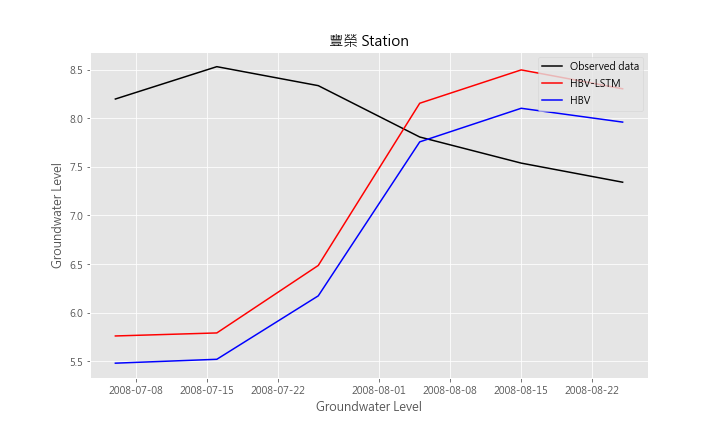 豐榮 Station
Observed data
HBV-LSTM
HBV
Groundwater Level
8.5
8.0
7.5
7.0
6.5
6.0
5.5
2008-07-08 2008-07-15 2008-07-22 2008-08-01 2008-08-08 2008-08-15 2008-08-22
Groundwater Level